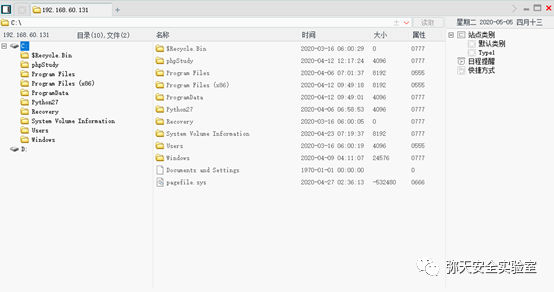 192.168.60.131 +
C:\ 读取 星期二 2020-05-05 四月十三
192.168.60.131 目录(10),文件(2) 名称 时间 大小 属性
站点类别
默认类别
Type1
日程提醒
快捷方式
C:
$Recycle.Bin
phpStudy
Program Files
Program Files (x86)
ProgramData
Python27
Recovery
System Volume Information
Users
Windows
D:
$Recycle.Bin 2020-03-16 06:00:29 0 0777
phpStudy 2020-04-12 12:17:24 4096 0777
Program Files 2020-04-06 07:01:37 8192 0555
Program Files (x86) 2020-04-12 09:49:18 8192 0555
ProgramData 2020-04-12 09:49:01 4096 0777
Python27 2020-04-06 06:58:53 4096 0777
Recovery 2020-03-16 06:00:05 0 0777
System Volume Information 2020-04-23 07:19:37 8192 0777
Users 2020-03-16 06:00:19 4096 0555
Windows 2020-04-09 04:11:07 24576 0777
Documents and Settings 1970-01-01 00:00:00 0
pagefile.sys 2020-04-27 02:36:13 -532480 0666
弥天安全实验室